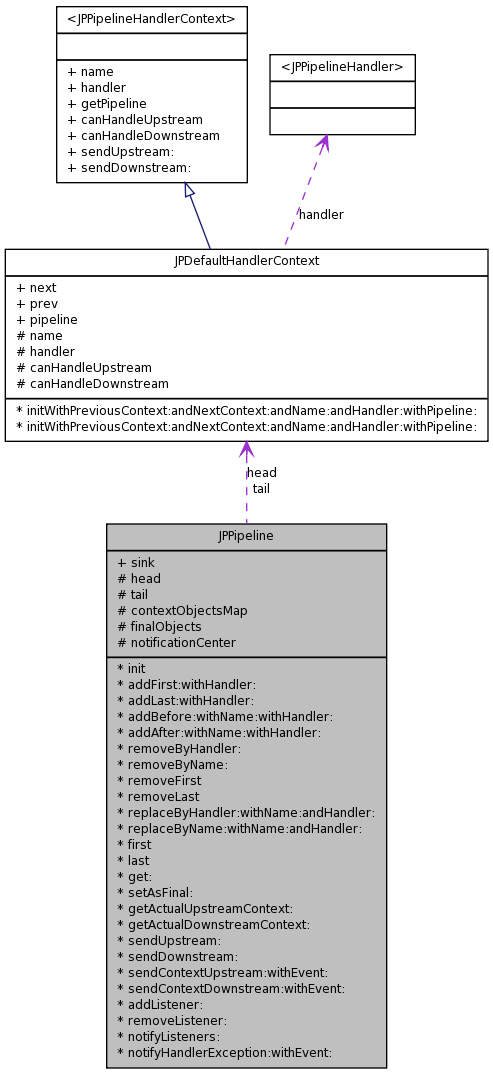 <JPPipelineHandlerContext>
+ name
+ handler
+ getPipeline
+ canHandleUpstream
+ canHandleDownstream
+ sendUpstream:
+ sendDownstream:
<JPPipelineHandler>
handler
JPDefaultHandlerContext
+ next
+ prev
+ pipeline
# name
# handler
# canHandleUpstream
# canHandleDownstream
* initWithPreviousContext:andNextContext:andName:andHandler:withPipeline:
* initWithPreviousContext:andNextContext:andName:andHandler:withPipeline:
head
tail
JPPipeline
+ sink
# head
# tail
# contextObjectsMap
# finalObjects
# notificationCenter
* init
* addFirst:withHandler:
* addLast:withHandler:
* addBefore:withName:withHandler:
* addAfter:withName:withHandler:
* removeByHandler:
* removeByName:
* removeFirst
* removeLast
* replaceByHandler:withName:andHandler:
* replaceByName:withName:andHandler:
* first
* last
* get:
* setAsFinal:
* getActualUpstreamContext:
* getActualDownstreamContext:
* sendUpstream:
* sendDownstream:
* sendContextUpstream:withEvent:
* sendContextDownstream:withEvent:
* addListener:
* removeListener:
* notifyListeners:
* notifyHandlerException:withEvent: